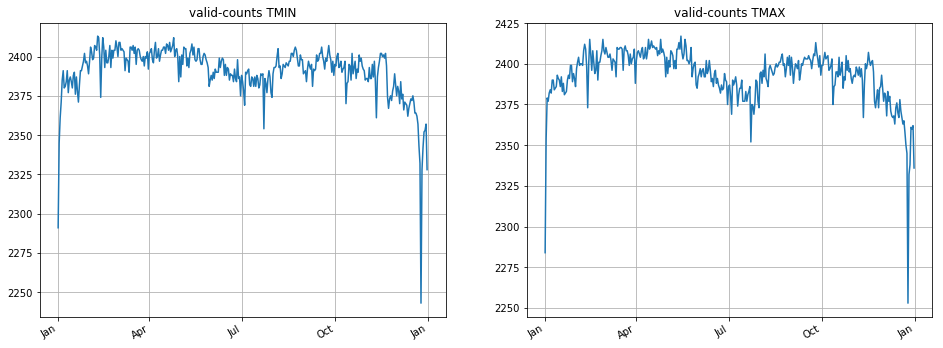 valid-counts TMIN
2400
2375
2350
2325
2300
2275
2250
Jan
Apr
Jul
Oct
Jan
valid-counts TMAX
2425
2400
2375
2350
2325
2300
2275
2250
Jan
Apr
Jul
Oct
Jan